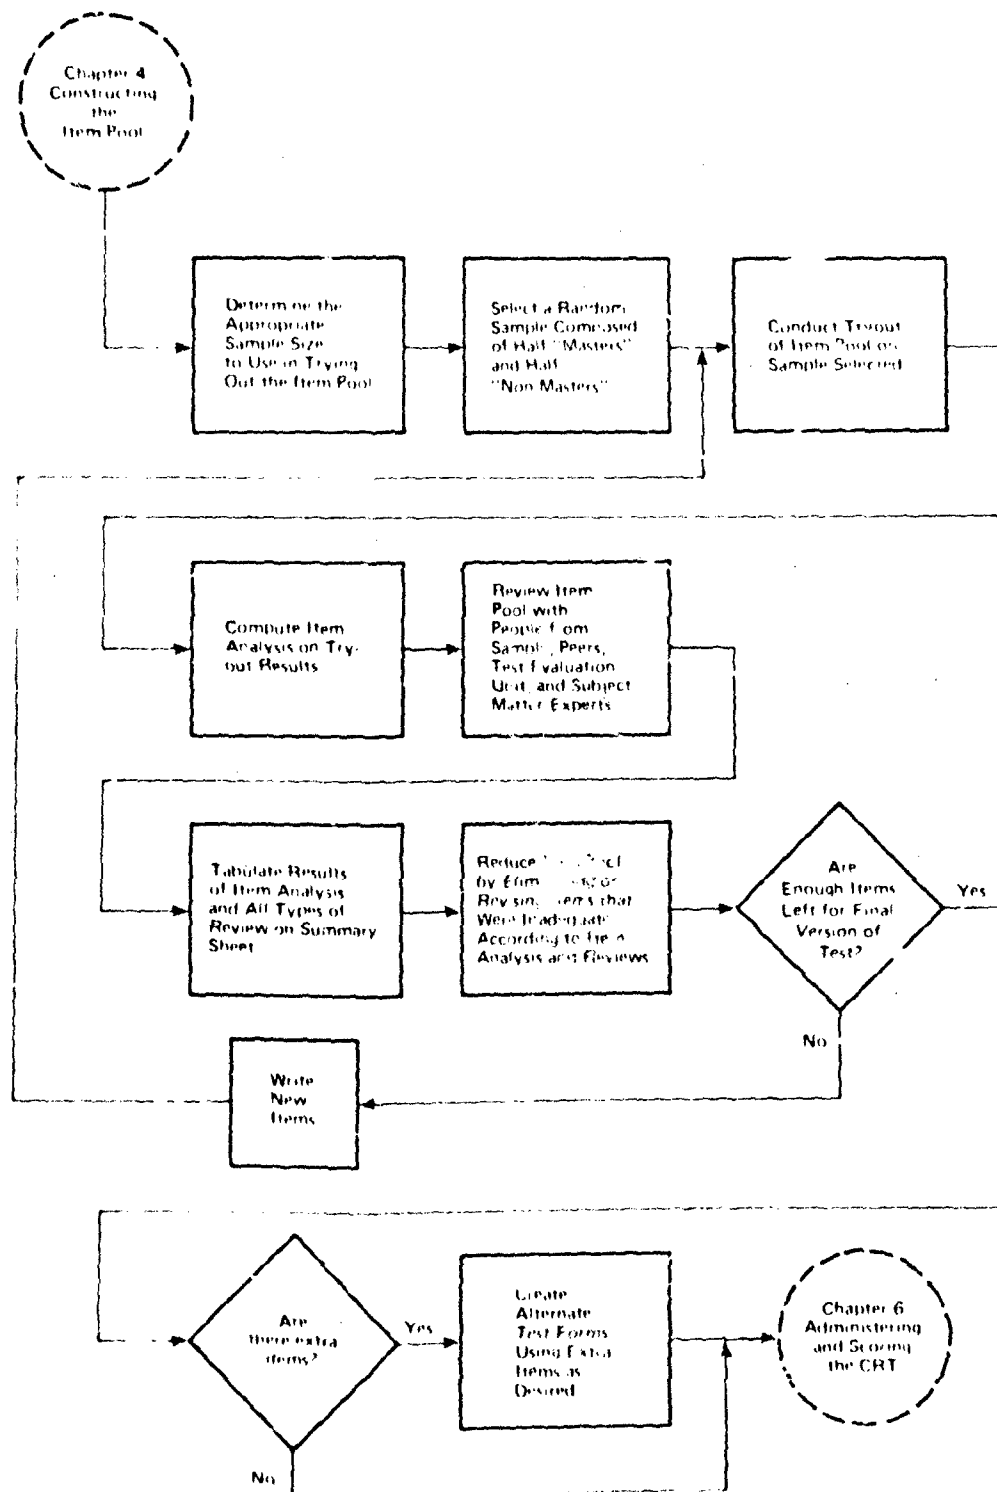 Chapter 4
Constructing
the
Item Pool
Determine the
Appropriate
Sample Size
to Use in Trying
Out the Item Pool
Select a Random
Sample Composed
of Half "Masters"
and Half
"Non Masters"
Conduct Tryout
of Item Pool on
Sample Selected
Compute Item
Analysis on Try-
out Results
Review Item
Pool with
People from
Sample, Peers,
Test Evaluation
Unit, and Subject
Matter Experts
Tabulate Results
of Item Analysis
and All Types of
Review on Summary
Sheet
Reduce
by
Items that
Were Inadequate
According to Item
Analysis and Reviews
Are
Enough Items
Left for Final
Version of
Test?
Yes
No
Write
New
Items
Are
there extra
items?
Yes
No
Create
Alternate
Test Forms
Using Extra
Items as
Desired
Chapter 6
Administering
and Scoring
the CRT